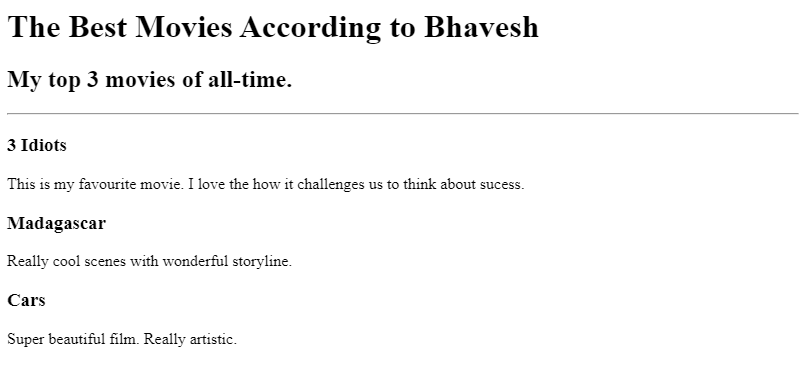 The Best Movies According to Bhavesh
My top 3 movies of all-time.
3 Idiots
This is my favourite movie. I love the how it challenges us to think about sucess.
Madagascar
Really cool scenes with wonderful storyline.
Cars
Super beautiful film. Really artistic.